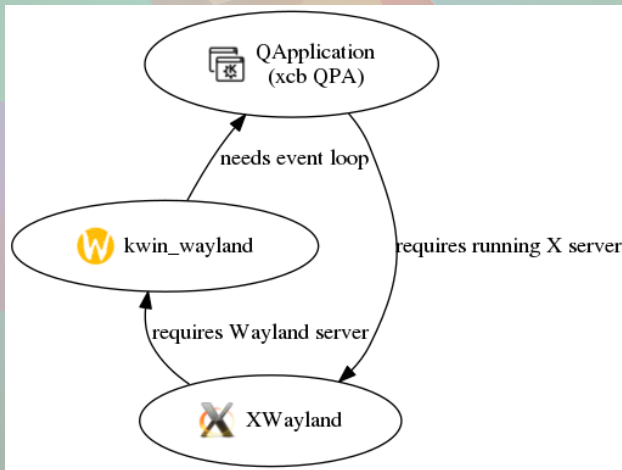 QApplication
(xcb QPA)
needs event loop
kwin_wayland
requires running X server
requires Wayland server
XWayland